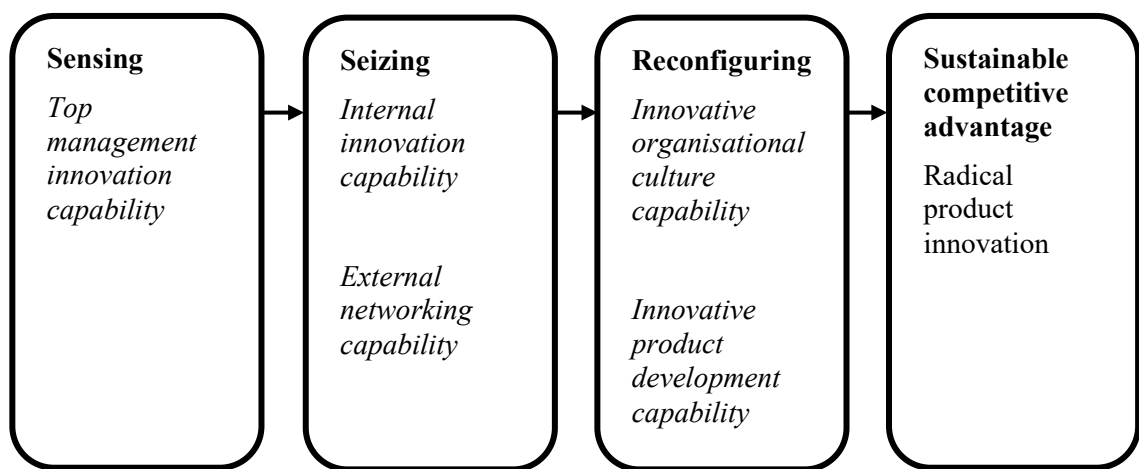 Sensing
Top
management
innovation
capability
Seizing
Internal
innovation
capability
External
networking
capability
Reconfiguring
Innovative
organisational
culture
capability
Innovative
product
development
capability
Sustainable
competitive
advantage
Radical
product
innovation